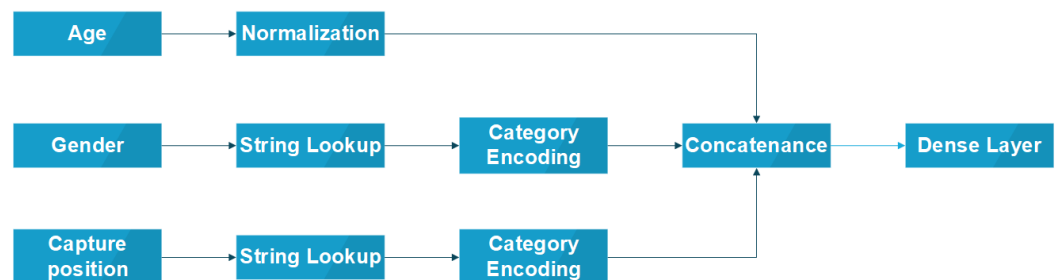 Age
Normalization
Gender
String Lookup
Category
Encoding
Concatenance
Dense Layer
Capture
position
String Lookup
Category
Encoding